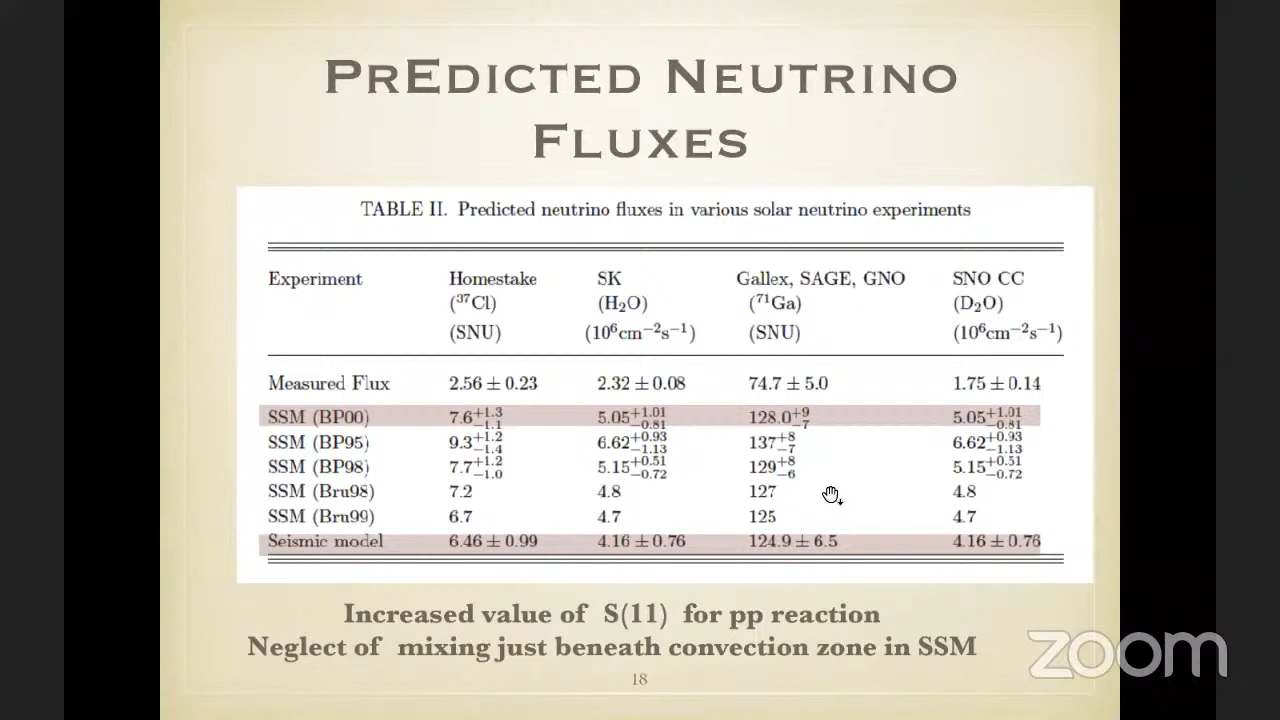 PREDICTED NEUTRINO
FLUXES
TABLE II. Predicted neutrino fluxes in various solar neutrino experiments
Experiment Homestake SK Gallex, SAGE, GNO SNO CC
(³⁷Cl) (H₂O) (⁷¹Ga) (D₂O)
(SNU) (10⁶cm⁻²s⁻¹) (SNU) (10⁶cm⁻²s⁻¹)
Measured Flux 2.56 ± 0.23 2.32 ± 0.08 74.7 ± 5.0 1.75 ± 0.14
SSM (BP00) 7.6+1.3−1.1 5.05+1.01−0.81 128.0+9−7 5.05+1.01−0.81
SSM (BP95) 9.3+1.2−1.4 6.62+0.93−1.13 137+8−7 6.62+0.93−1.13
SSM (BP98) 7.7+1.2−1.0 5.15+0.51−0.72 129+8−6 5.15+0.51−0.72
SSM (Bru98) 7.2 4.8 127 4.8
SSM (Bru99) 6.7 4.7 125 4.7
Seismic model 6.46 ± 0.99 4.16 ± 0.76 124.9 ± 6.5 4.16 ± 0.76
Increased value of S(11) for pp reaction
Neglect of mixing just beneath convection zone in SSM
18
zoom